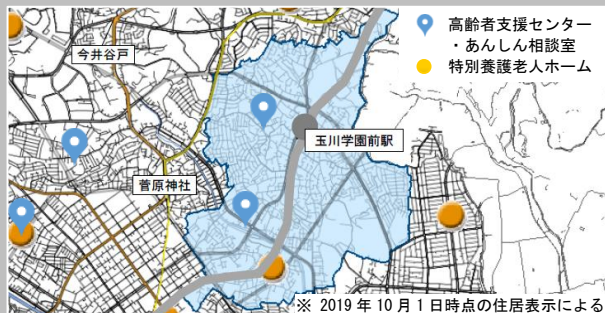 高齢者支援センター
・あんしん相談室
特別養護老人ホーム
今井谷戸
玉川学園前駅
菅原神社
※ 2019 年 10 月 1 日時点の住居表示による